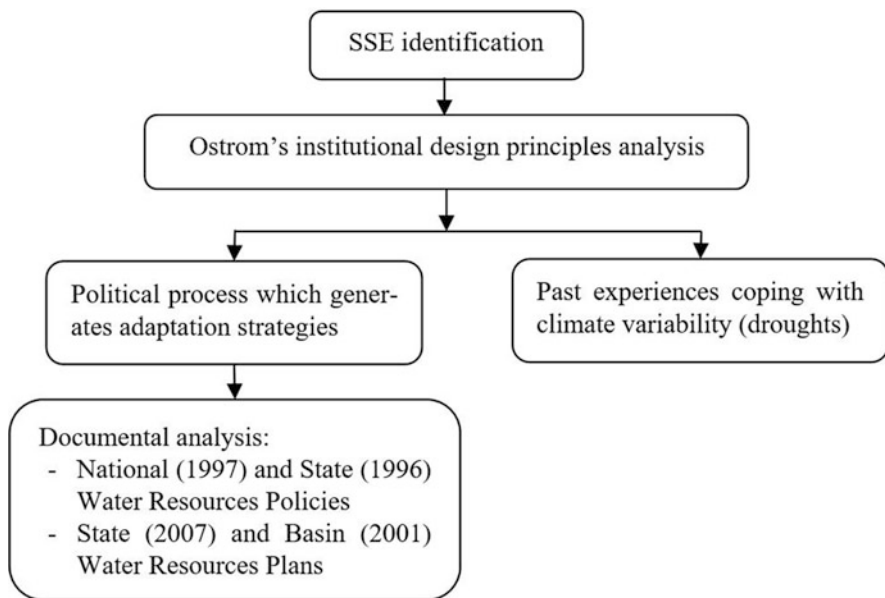 SSE identification
Ostrom’s institutional design principles analysis
Political process which gener-
ates adaptation strategies
Past experiences coping with
climate variability (droughts)
Documental analysis:
- National (1997) and State (1996)
Water Resources Policies
- State (2007) and Basin (2001)
Water Resources Plans